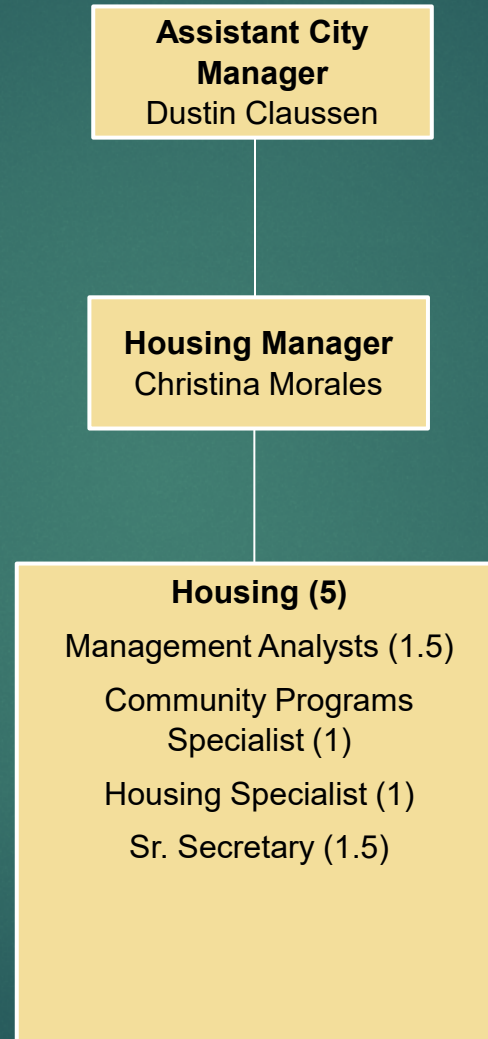 Assistant City
Manager
Dustin Claussen
Housing Manager
Christina Morales
Housing (5)
Management Analysts (1.5)
Community Programs
Specialist (1)
Housing Specialist (1)
Sr. Secretary (1.5)